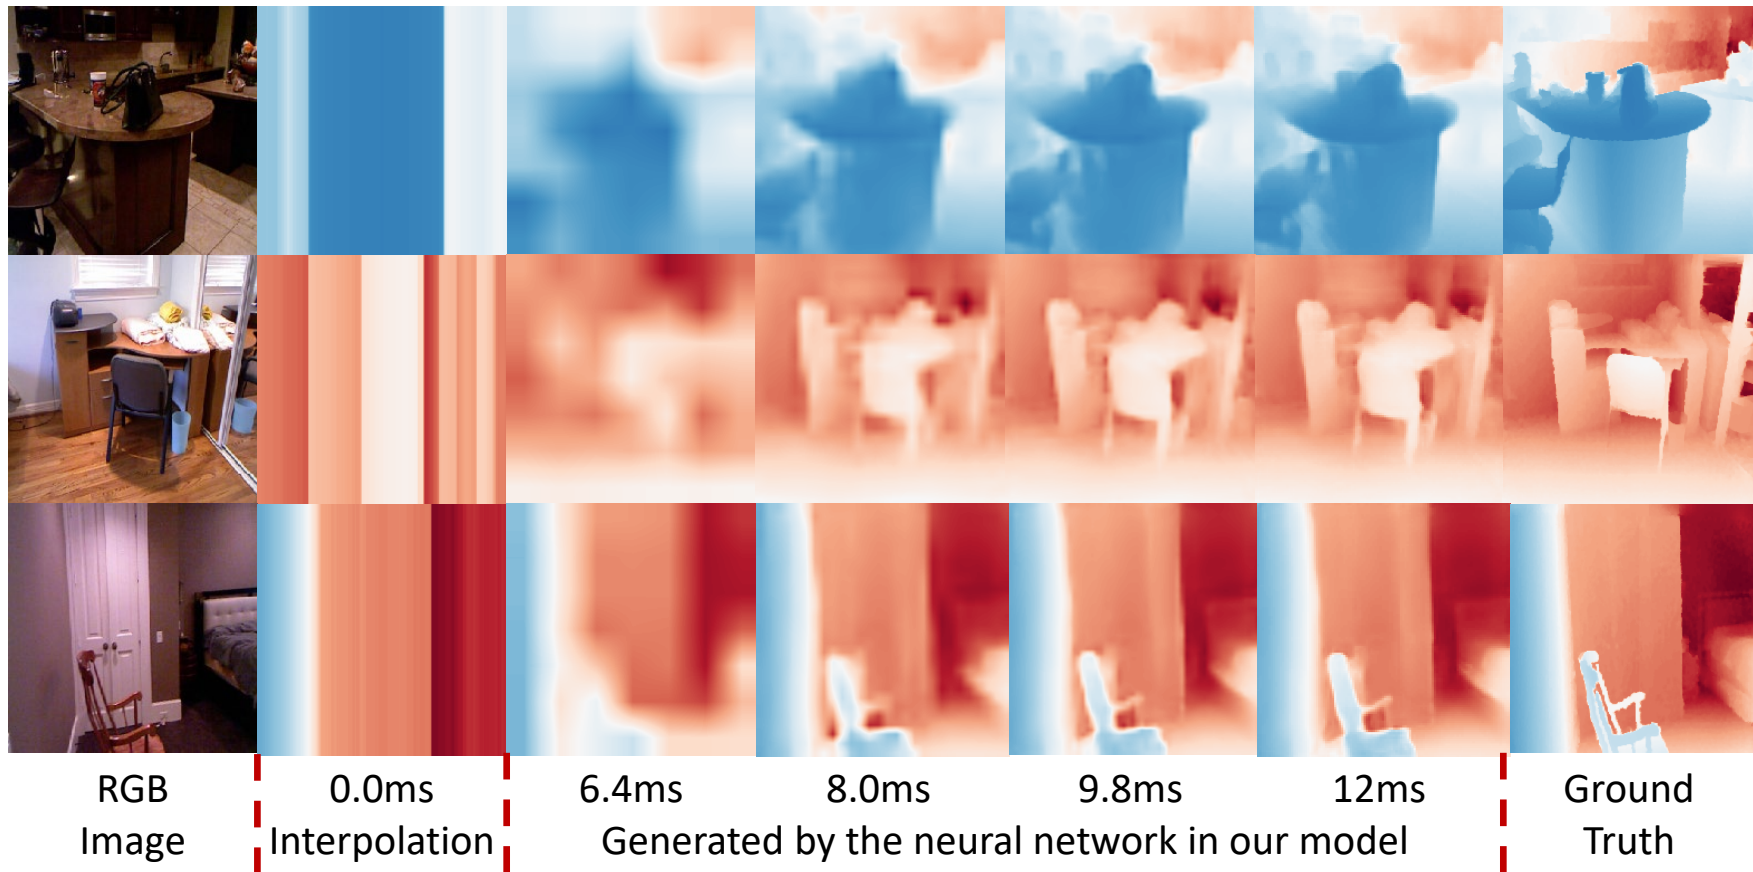 RGB
Image
0.0ms
Interpolation
6.4ms
8.0ms
9.8ms
12ms
Generated by the neural network in our model
Ground
Truth